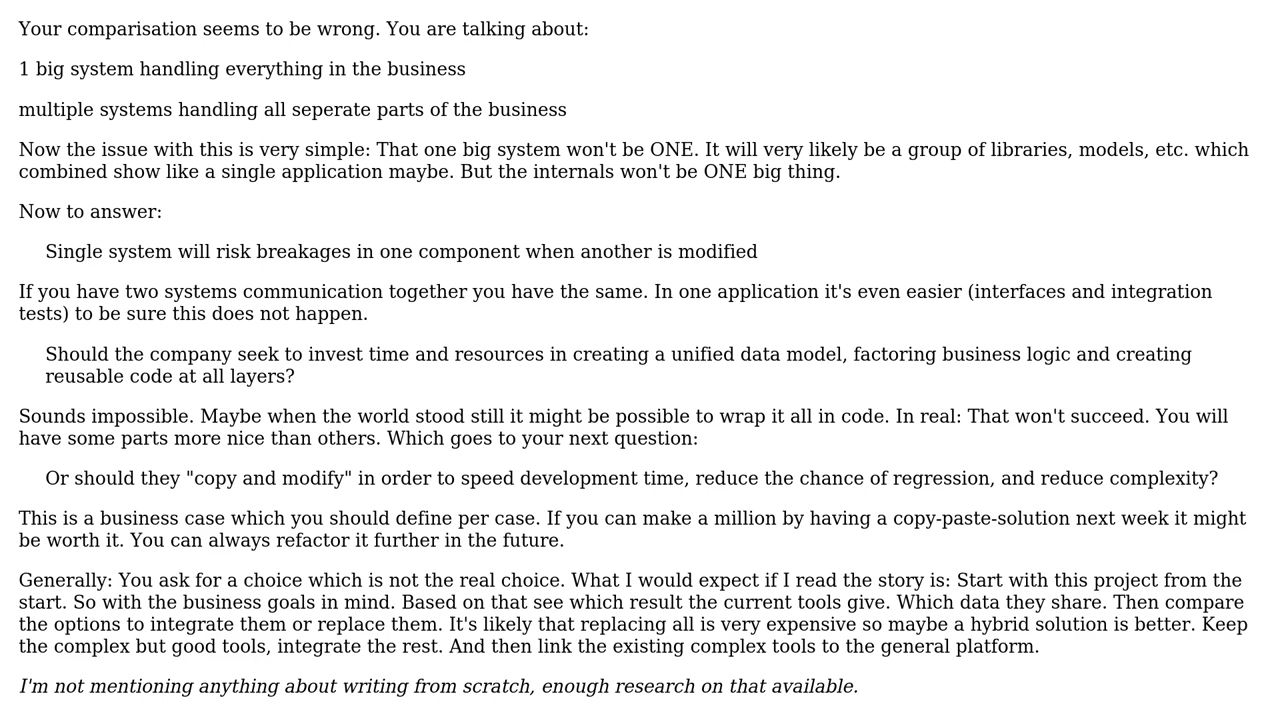 Your comparisation seems to be wrong. You are talking about:
1 big system handling everything in the business
multiple systems handling all seperate parts of the business
Now the issue with this is very simple: That one big system won't be ONE. It will very likely be a group of libraries, models, etc. which
combined show like a single application maybe. But the internals won't be ONE big thing.
Now to answer:
Single system will risk breakages in one component when another is modified
If you have two systems communication together you have the same. In one application it's even easier (interfaces and integration
tests) to be sure this does not happen.
Should the company seek to invest time and resources in creating a unified data model, factoring business logic and creating
reusable code at all layers?
Sounds impossible. Maybe when the world stood still it might be possible to wrap it all in code. In real: That won't succeed. You will
have some parts more nice than others. Which goes to your next question:
Or should they "copy and modify" in order to speed development time, reduce the chance of regression, and reduce complexity?
This is a business case which you should define per case. If you can make a million by having a copy-paste-solution next week it might
be worth it. You can always refactor it further in the future.
Generally: You ask for a choice which is not the real choice. What I would expect if I read the story is: Start with this project from the
start. So with the business goals in mind. Based on that see which result the current tools give. Which data they share. Then compare
the options to integrate them or replace them. It's likely that replacing all is very expensive so maybe a hybrid solution is better. Keep
the complex but good tools, integrate the rest. And then link the existing complex tools to the general platform.
I'm not mentioning anything about writing from scratch, enough research on that available.